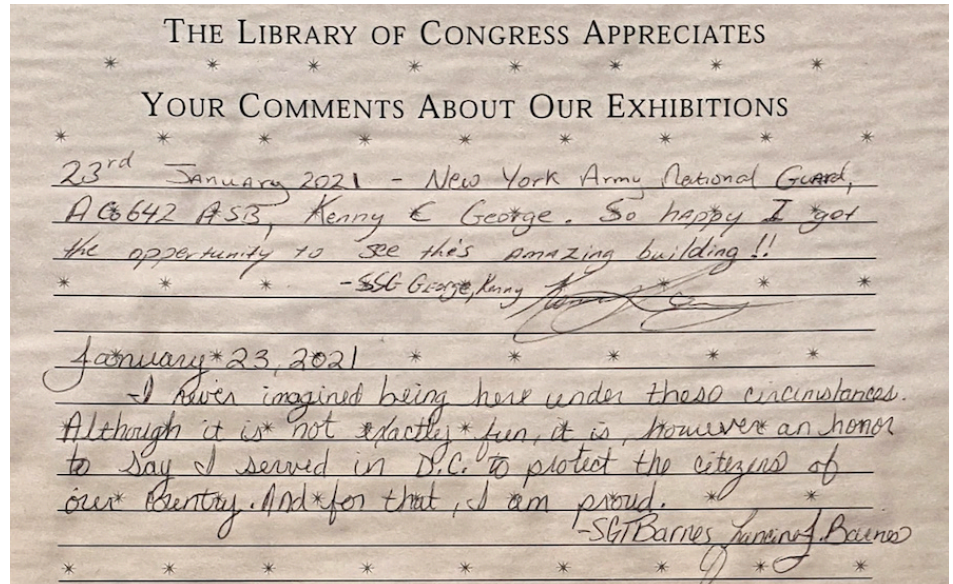 THE LIBRARY OF CONGRESS APPRECIATES
YOUR COMMENTS ABOUT OUR EXHIBITIONS
23rd January 2021 - New York Army National Guard,
A Co 642 ASB, Kenny C George. So happy I got
the opportunity to see this amazing building!!
-SSG George, Kenny
January 23, 2021
I never imagined being here under these circumstances.
Although it is not exactly fun, it is, however an honor
to say I served in D.C. to protect the citizens of
our country. And for that, I am proud.
-SGT Barnes J. Barnes